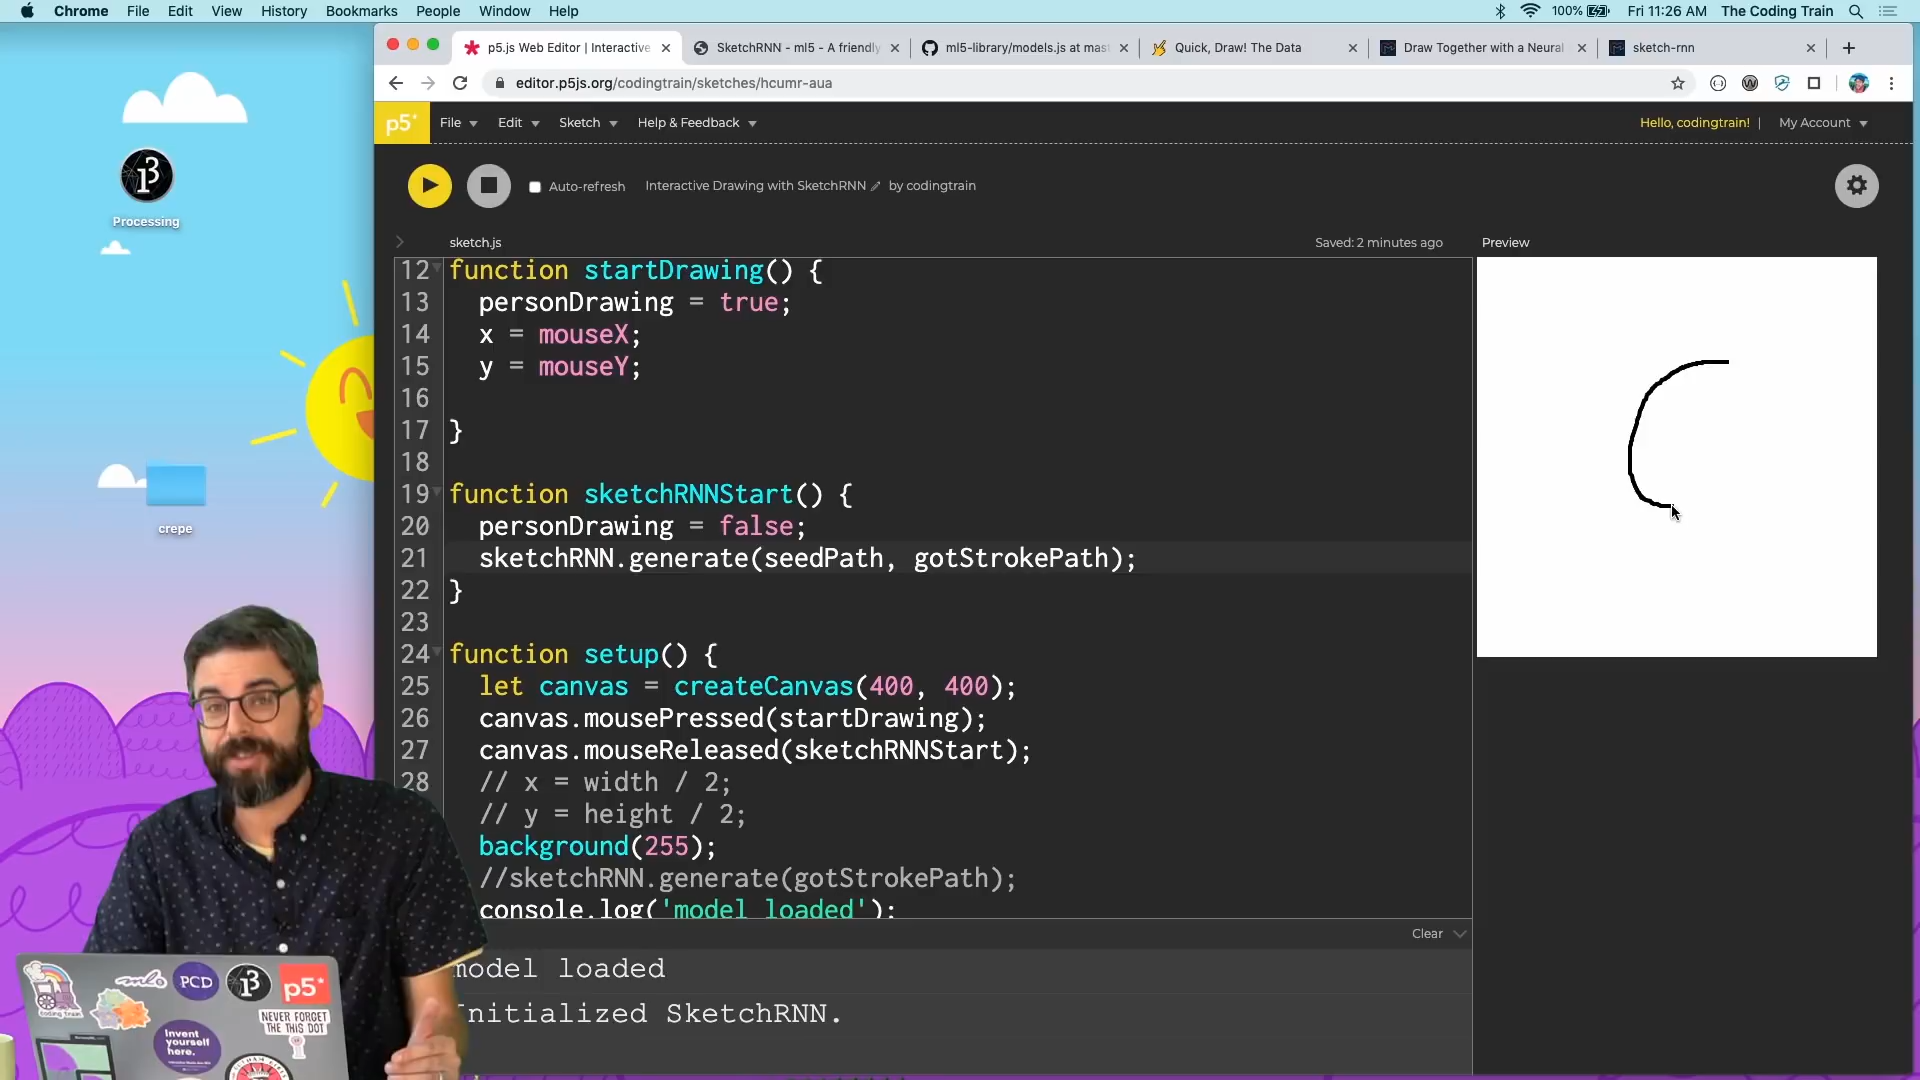 Chrome File Edit View History Bookmarks People Window Help
100% Fri 11:26 AM The Coding Train
p5.js Web Editor | Interactive
SketchRNN - ml5 - A friendly
ml5-library/models.js at mast
Quick, Draw! The Data
Draw Together with a Neural
sketch-rnn
editor.p5js.org/codingtrain/sketches/hcumr-aua
p5*
File
Edit
Sketch
Help & Feedback
Hello, codingtrain! |
My Account
Auto-refresh
Interactive Drawing with SketchRNN by codingtrain
sketch.js
Saved: 2 minutes ago
Preview
12 function startDrawing() {
13 personDrawing = true;
14 x = mouseX;
15 y = mouseY;
16
17 }
18
19 function sketchRNNStart() {
20 personDrawing = false;
21 sketchRNN.generate(seedPath, gotStrokePath);
22 }
23
24 function setup() {
25 let canvas = createCanvas(400, 400);
26 canvas.mousePressed(startDrawing);
27 canvas.mouseReleased(sketchRNNStart);
28 // x = width / 2;
// y = height / 2;
background(255);
//sketchRNN.generate(gotStrokePath);
console.log('model loaded');
Clear
model loaded
Initialized SketchRNN.
Processing
crepe
coding train
PCD
p5*
NEVER FORGET
THE THIS DOT
Invent
yourself
here.